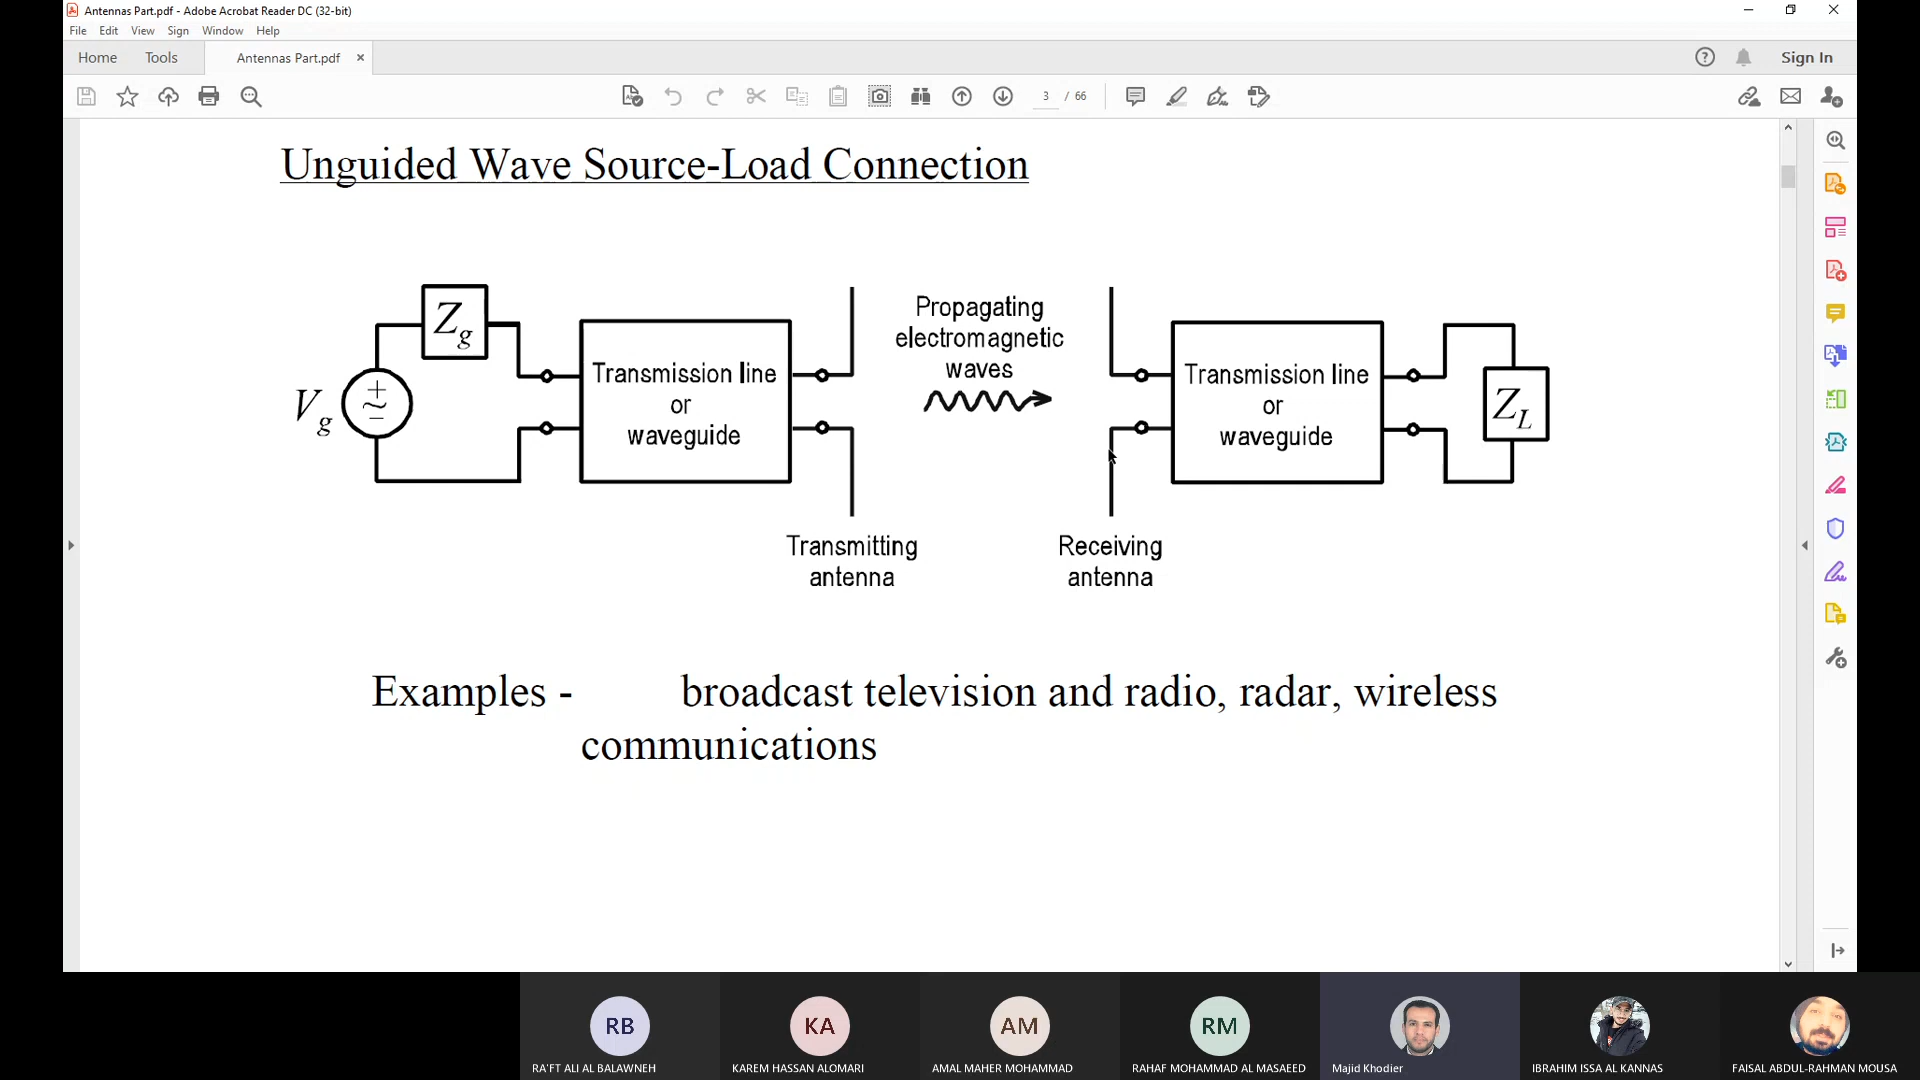 Antennas Part.pdf - Adobe Acrobat Reader DC (32-bit)
File Edit View Sign Window Help
Home Tools Antennas Part.pdf × Sign In
3 / 66
Unguided Wave Source-Load Connection
Zg
Vg
+
~
-
Transmission line
or
waveguide
Transmitting
antenna
Propagating
electromagnetic
waves
Receiving
antenna
Transmission line
or
waveguide
ZL
Examples - broadcast television and radio, radar, wireless
communications
RB KA AM RM
RA'FT ALI AL BALAWNEH KAREM HASSAN ALOMARI AMAL MAHER MOHAMMAD RAHAF MOHAMMAD AL MASAEED Majid Khodier IBRAHIM ISSA AL KANNAS FAISAL ABDUL-RAHMAN MOUSA